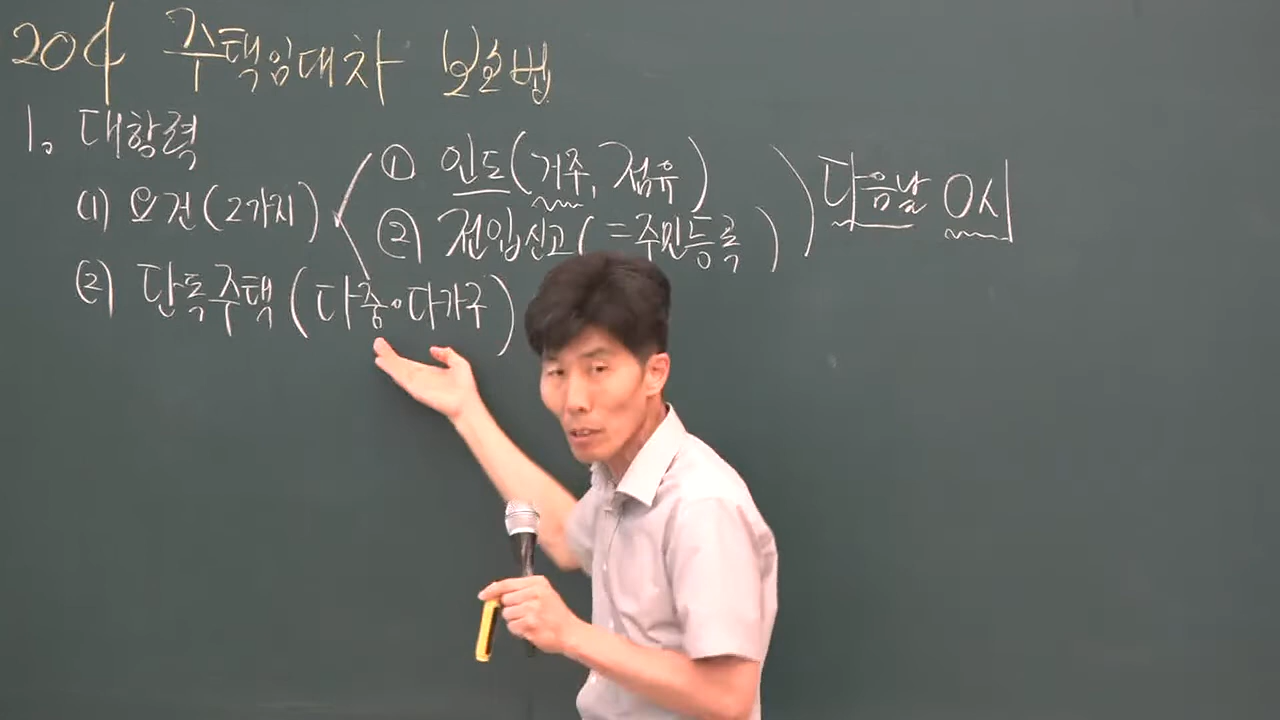 204 주택임대차 보호법
1. 대항력
(1) 요건(2가지) ① 인도(거주, 점유) ) 다음날 0시
② 전입신고(=주민등록)
(2) 단독주택(다중·다가구)